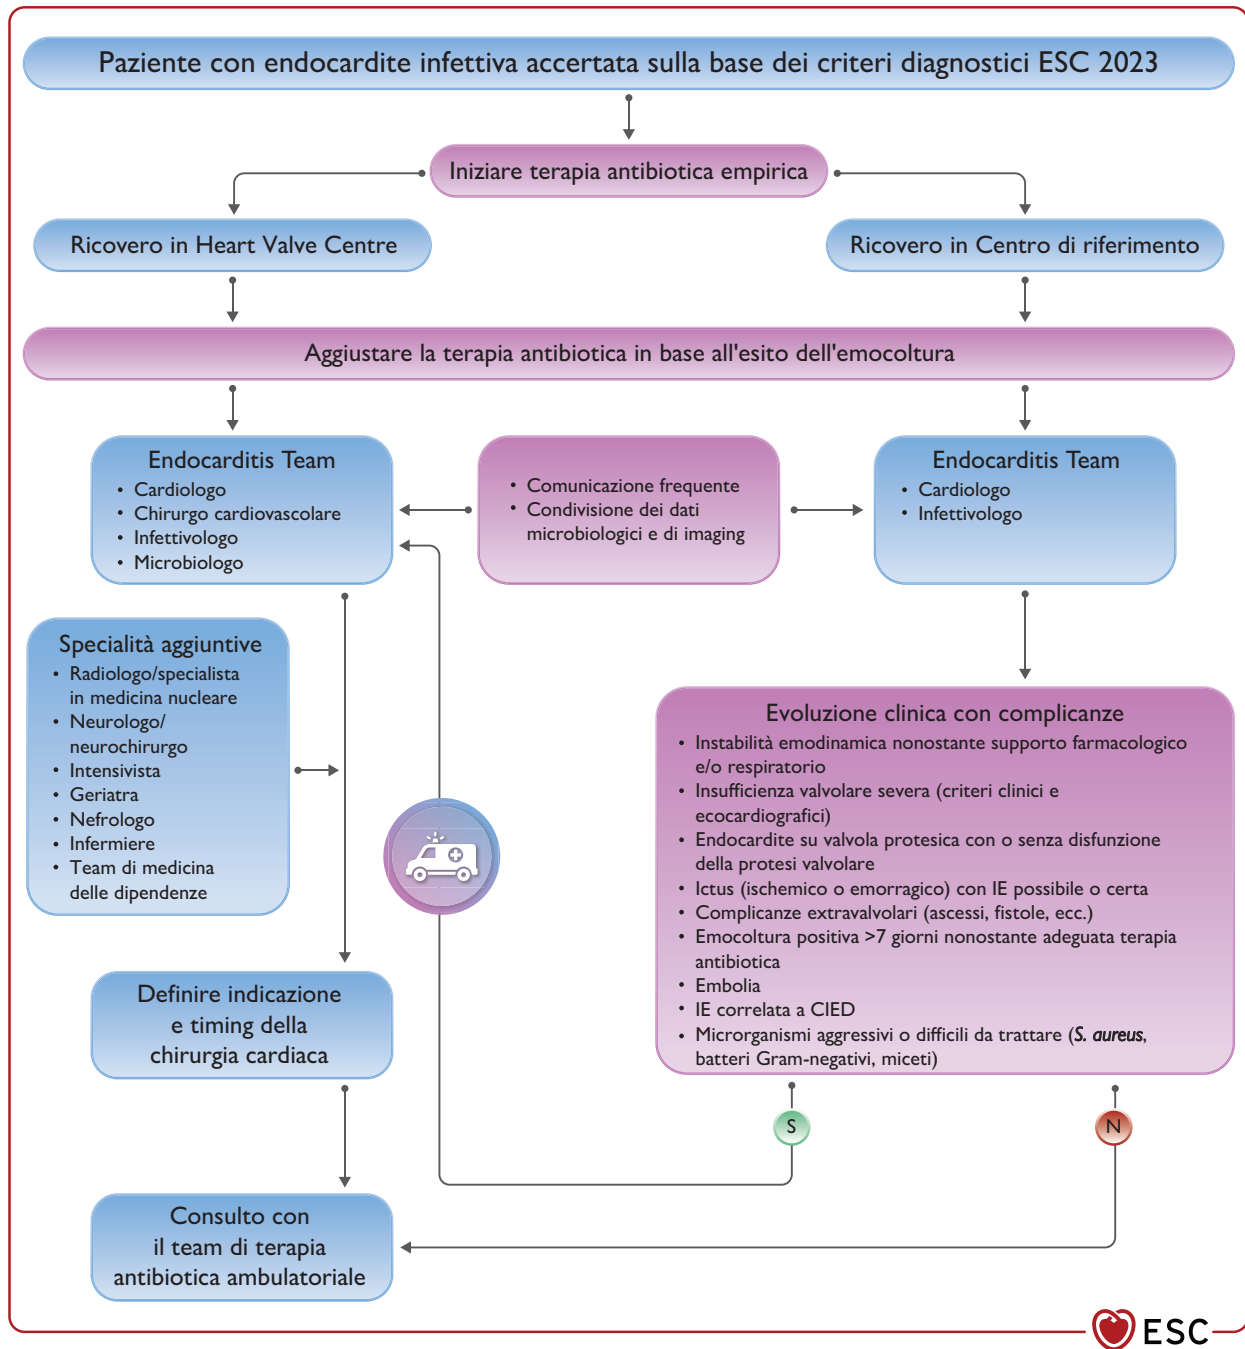 Paziente con endocardite infettiva accertata sulla base dei criteri diagnostici ESC 2023
Iniziare terapia antibiotica empirica
Ricovero in Heart Valve Centre
Ricovero in Centro di riferimento
Aggiustare la terapia antibiotica in base all'esito dell'emocoltura
Endocarditis Team
• Cardiologo
• Chirurgo cardiovascolare
• Infettivologo
• Microbiologo
• Comunicazione frequente
• Condivisione dei dati
microbiologici e di imaging
Endocarditis Team
• Cardiologo
• Infettivologo
Specialità aggiuntive
• Radiologo/specialista
in medicina nucleare
• Neurologo/
neurochirurgo
• Intensivista
• Geriatra
• Nefrologo
• Infermiere
• Team di medicina
delle dipendenze
Evoluzione clinica con complicanze
• Instabilità emodinamica nonostante supporto farmacologico
e/o respiratorio
• Insufficienza valvolare severa (criteri clinici e
ecocardiografici)
• Endocardite su valvola protesica con o senza disfunzione
della protesi valvolare
• Ictus (ischemico o emorragico) con IE possibile o certa
• Complicanze extravalvolari (ascessi, fistole, ecc.)
• Emocoltura positiva >7 giorni nonostante adeguata terapia
antibiotica
• Embolia
• IE correlata a CIED
• Microrganismi aggressivi o difficili da trattare (S. aureus,
batteri Gram-negativi, miceti)
Definire indicazione
e timing della
chirurgia cardiaca
S
N
Consulto con
il team di terapia
antibiotica ambulatoriale
ESC